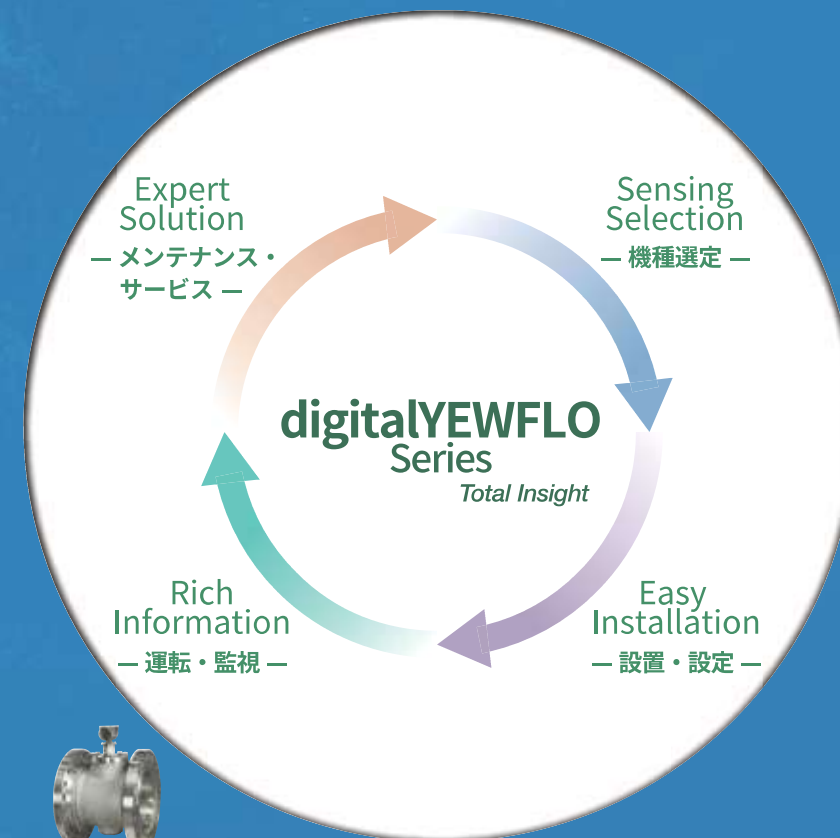 Expert
Solution
― メンテナンス・
サービス ―
Sensing
Selection
― 機種選定 ―
digitalYEWFLO
Series
Total Insight
Rich
Information
― 運転・監視 ―
Easy
Installation
― 設置・設定 ―